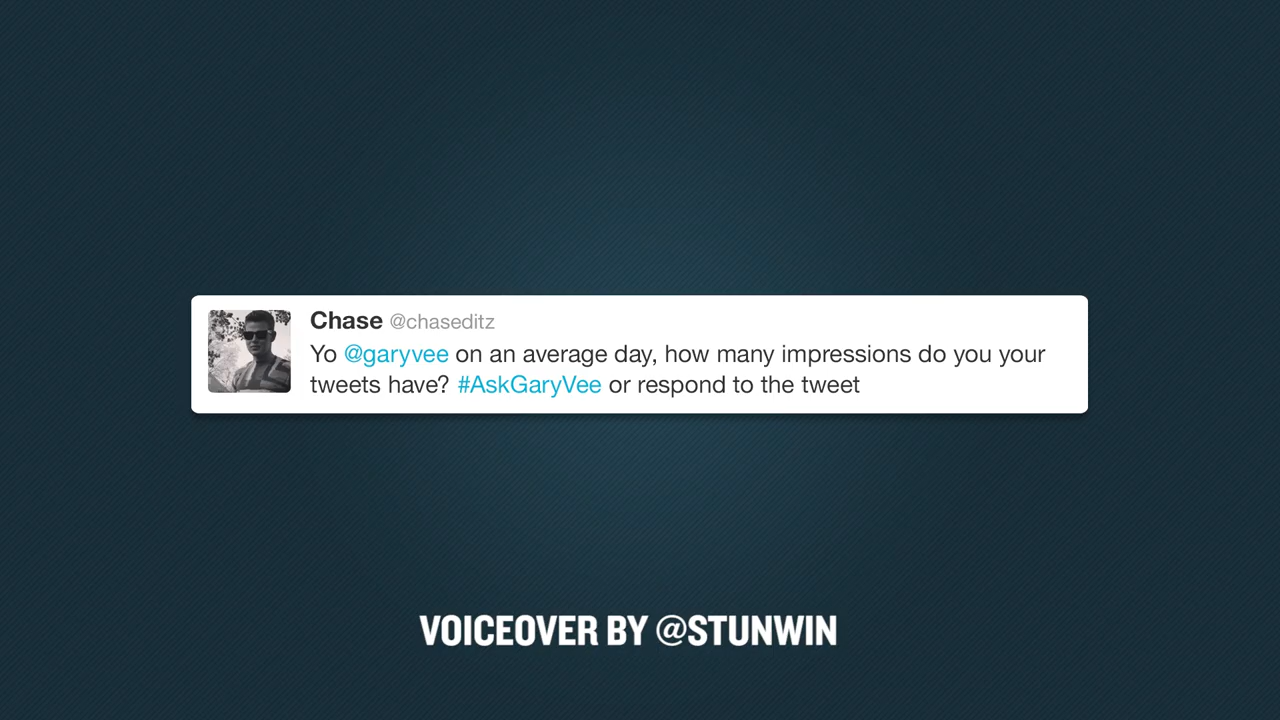 Chase @chaseditz
Yo @garyvee on an average day, how many impressions do you your
tweets have? #AskGaryVee or respond to the tweet
VOICEOVER BY @STUNWIN